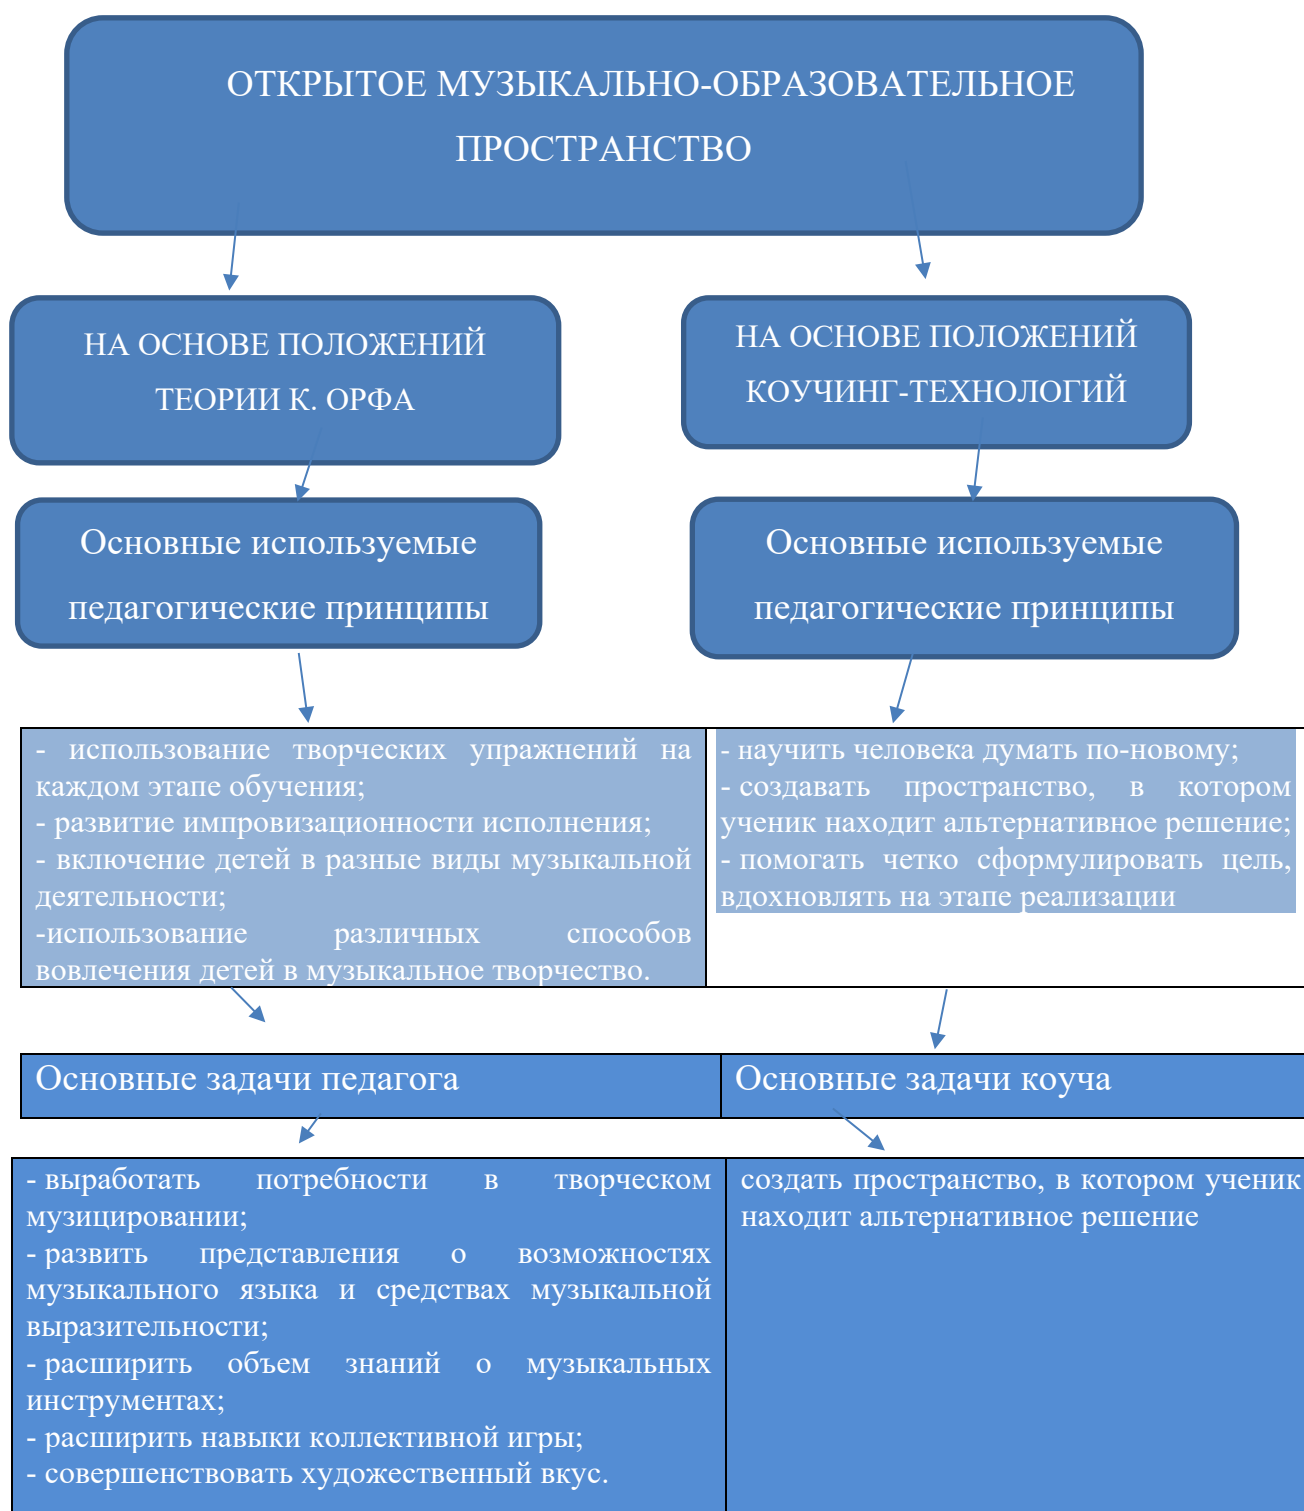 ОТКРЫТОЕ МУЗЫКАЛЬНО-ОБРАЗОВАТЕЛЬНОЕ
ПРОСТРАНСТВО
НА ОСНОВЕ ПОЛОЖЕНИЙ
ТЕОРИИ К. ОРФА
НА ОСНОВЕ ПОЛОЖЕНИЙ
КОУЧИНГ-ТЕХНОЛОГИЙ
Основные используемые
педагогические принципы
Основные используемые
педагогические принципы
- использование творческих упражнений на
каждом этапе обучения;
- развитие импровизационности исполнения;
- включение детей в разные виды музыкальной
деятельности;
-использование различных способов
вовлечения детей в музыкальное творчество.
- научить человека думать по-новому;
- создавать пространство, в котором
ученик находит альтернативное решение;
- помогать четко сформулировать цель,
вдохновлять на этапе реализации
Основные задачи педагога
Основные задачи коуча
- выработать потребности в творческом
музицировании;
- развить представления о возможностях
музыкального языка и средствах музыкальной
выразительности;
- расширить объем знаний о музыкальных
инструментах;
- расширить навыки коллективной игры;
- совершенствовать художественный вкус.
создать пространство, в котором ученик
находит альтернативное решение